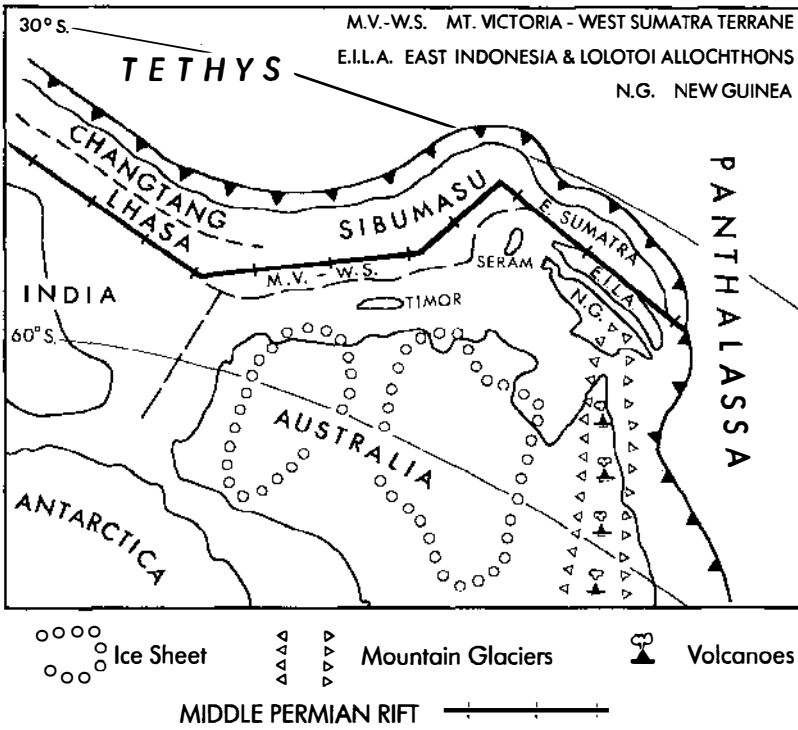 30° S.
M.V.-W.S. MT. VICTORIA - WEST SUMATRA TERRANE
TETHYS
E.I.L.A. EAST INDONESIA & LOLOTOI ALLOCHTHONS
N.G. NEW GUINEA
CHANGTANG
LHASA
SIBUMASU
E. SUMATRA
PANTHALASSA
SERAM
E.I.L.A.
M.V. - W.S.
N.G.
INDIA
TIMOR
60° S.
AUSTRALIA
ANTARCTICA
Ice Sheet
Mountain Glaciers
Volcanoes
MIDDLE PERMIAN RIFT